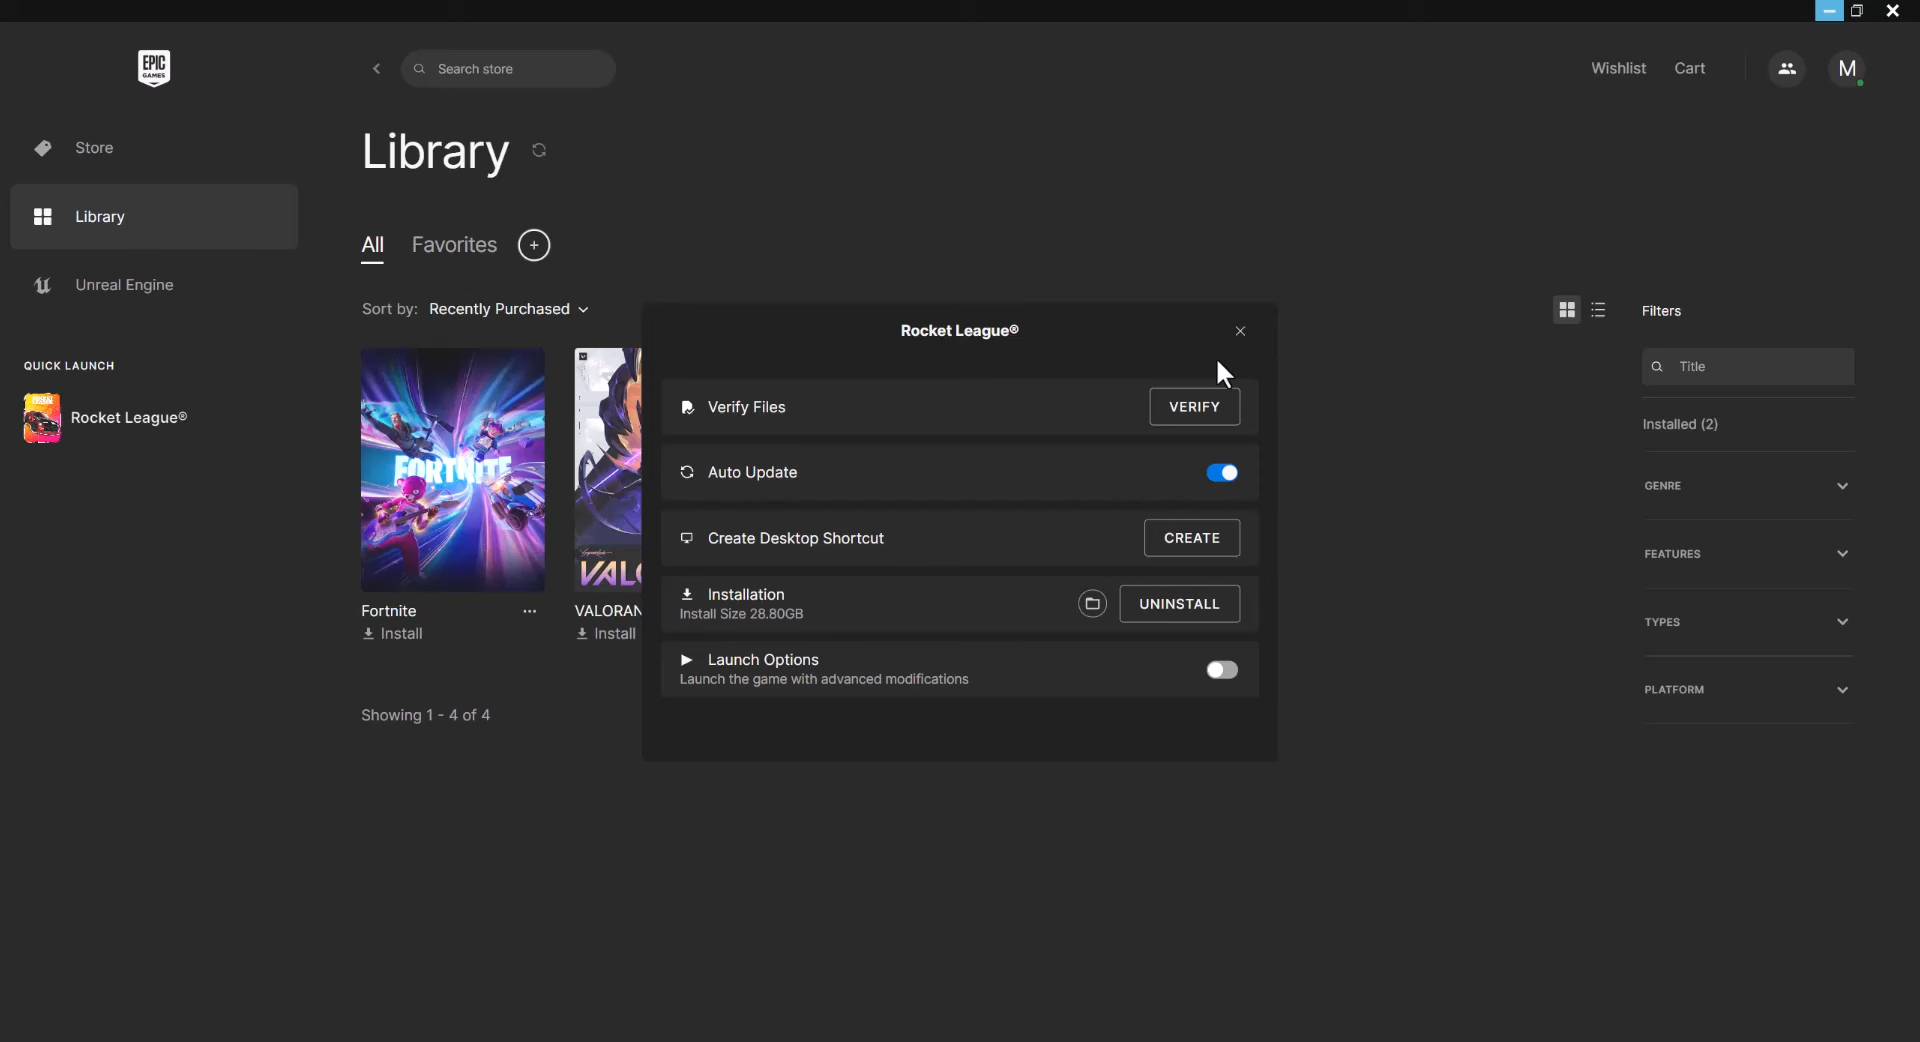 EPIC
GAMES
Search store
Wishlist
Cart
M
Store
Library
Unreal Engine
QUICK LAUNCH
Rocket League®
Library
All
Favorites
+
Sort by: Recently Purchased
Filters
Title
Installed (2)
GENRE
FEATURES
TYPES
PLATFORM
FORTNITE
Fortnite
Install
VALO
VALORAN
Install
Showing 1 - 4 of 4
Rocket League®
Verify Files
VERIFY
Auto Update
Create Desktop Shortcut
CREATE
Installation
Install Size 28.80GB
UNINSTALL
Launch Options
Launch the game with advanced modifications